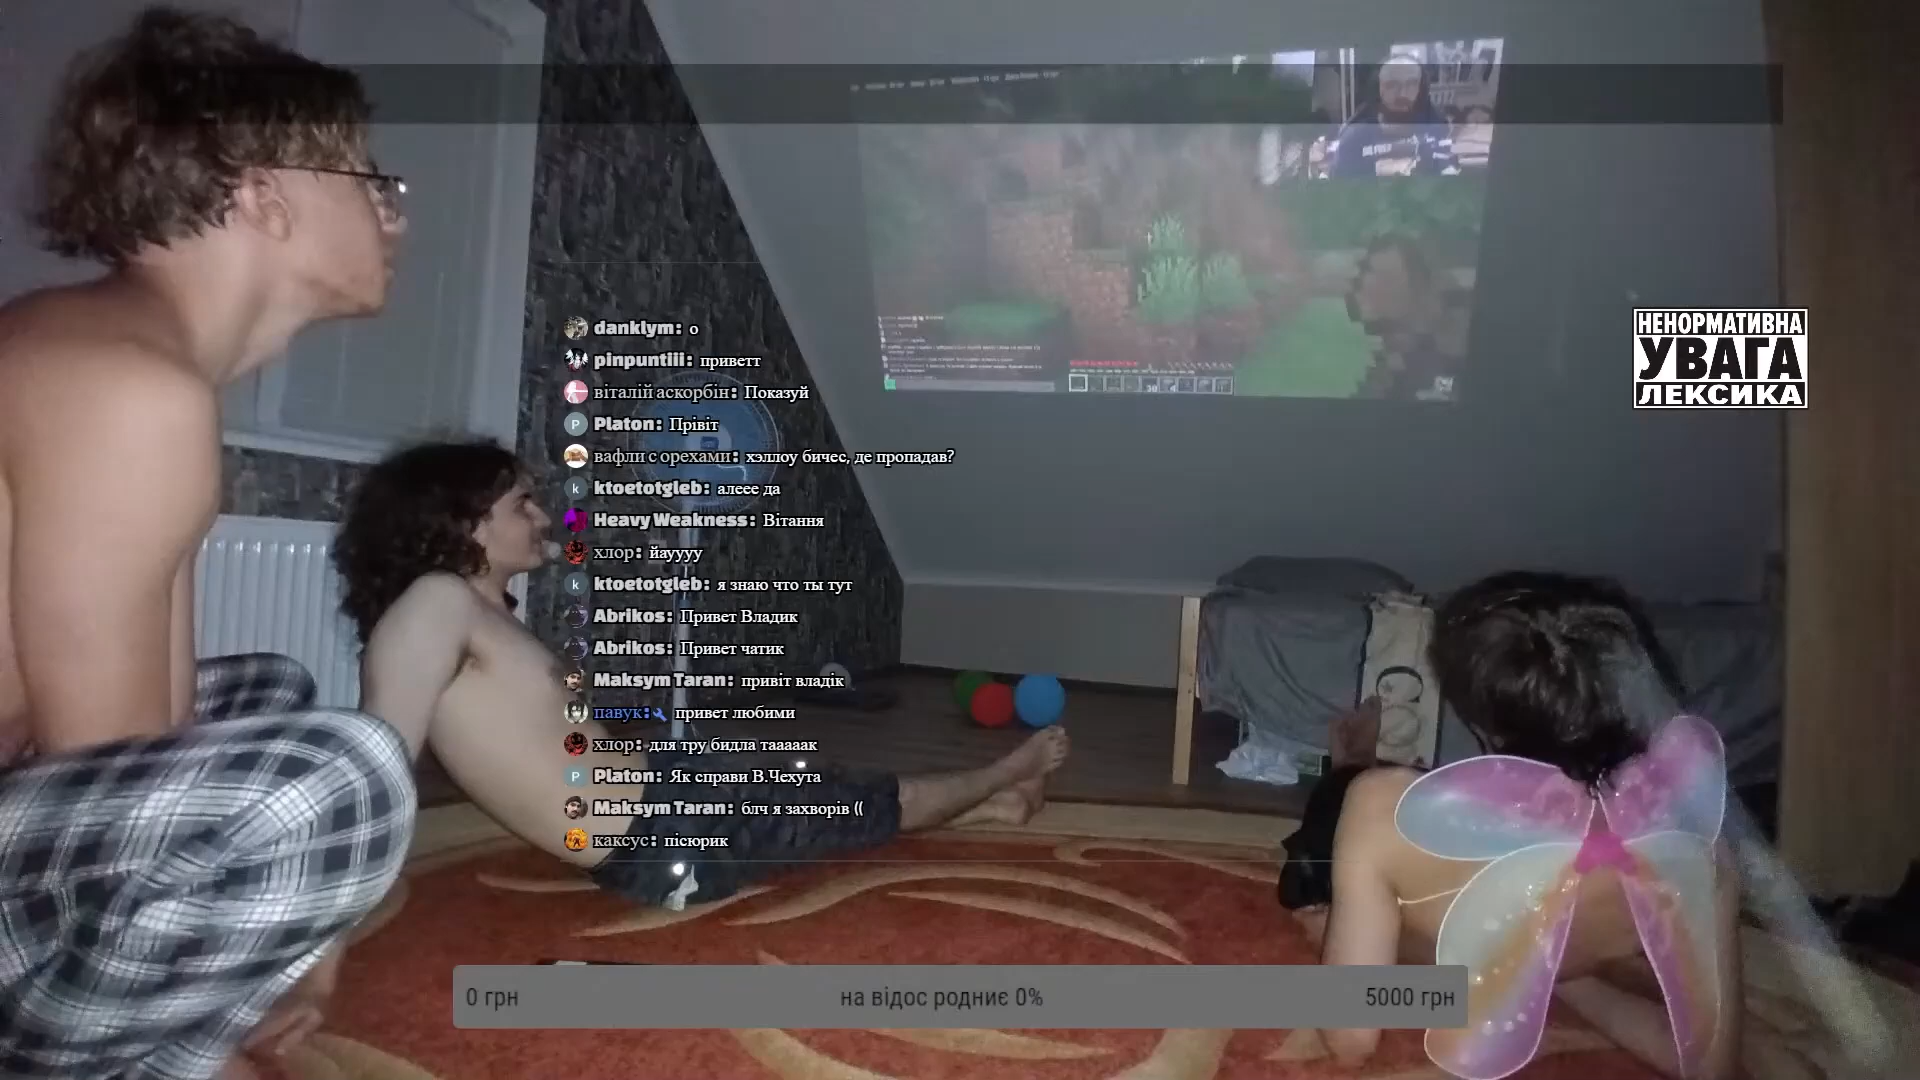 danklym: о
pinpuntiii: приветт
віталій аскорбін: Показуй
НЕНОРМАТИВНА
УВАГА
ЛЕКСИКА
P Platon: Прівіт
вафли с орехами: хэллоу бичес, де пропадав?
k ktoetotgleb: алеее да
Heavy Weakness: Вітання
хлор: йауууу
k ktoetotgleb: я знаю что ты тут
Abrikos: Привет Владик
Abrikos: Привет чатик
Maksym Taran: привіт владік
павук: привет любими
хлор: для тру бидла тааааак
P Platon: Як справи В.Чехута
Maksym Taran: блч я захворів ((
каксус: пісюрик
0 грн на відос родниє 0% 5000 грн